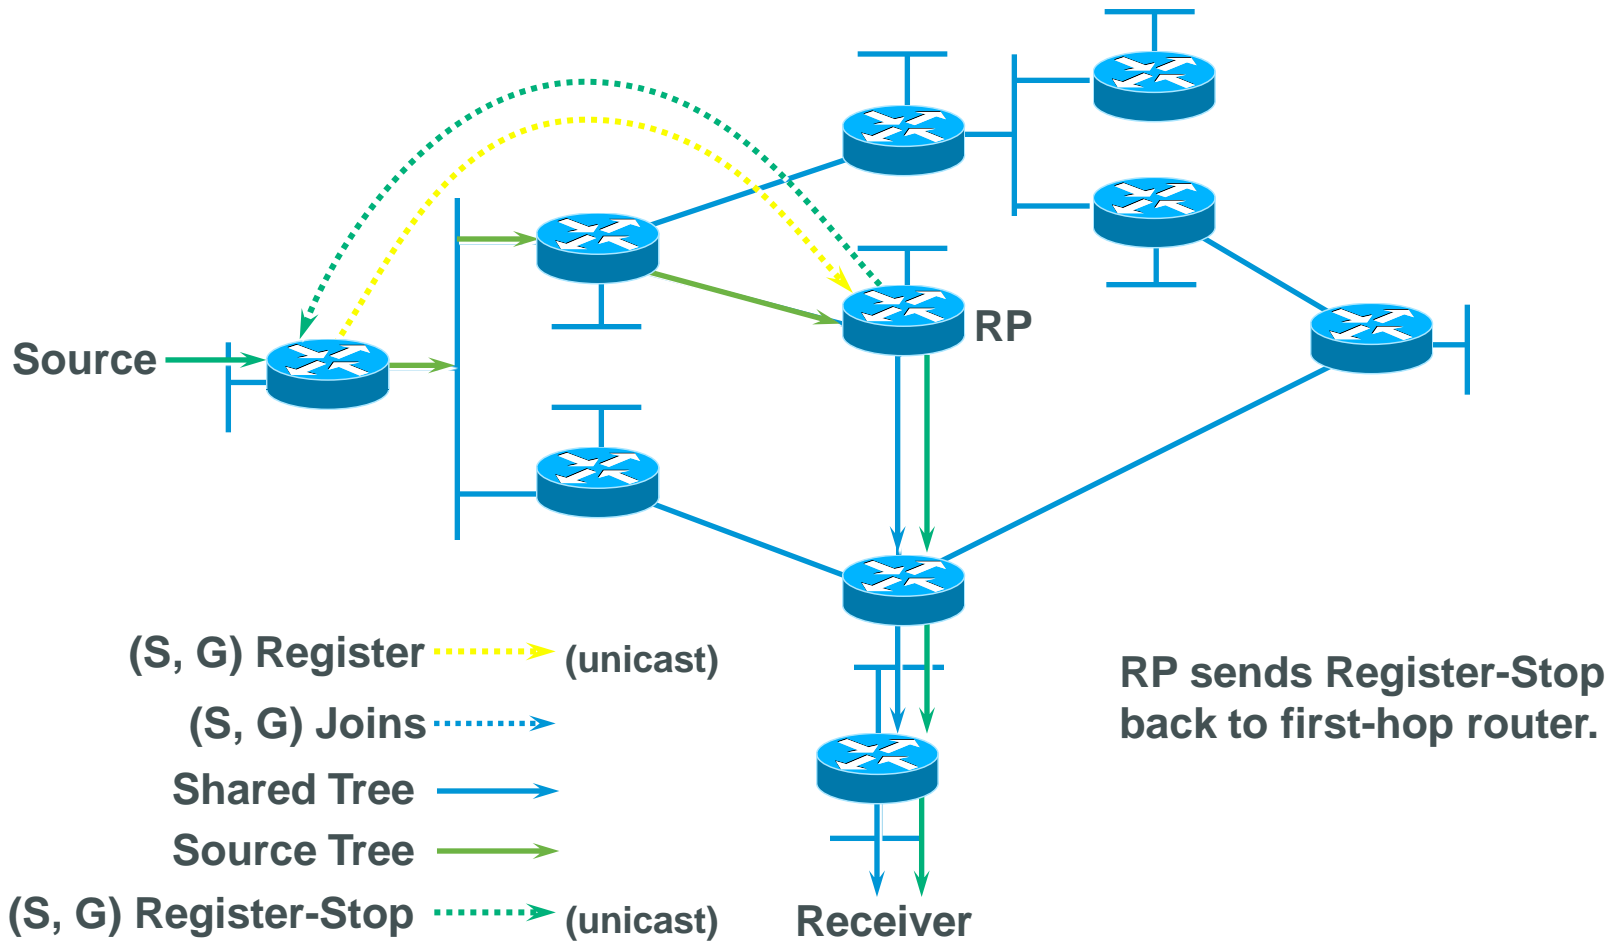 RP
Source
(S, G) Register
(unicast)
(S, G) Joins
Shared Tree
Source Tree
(S, G) Register-Stop
(unicast)
Receiver
RP sends Register-Stop
back to first-hop router.